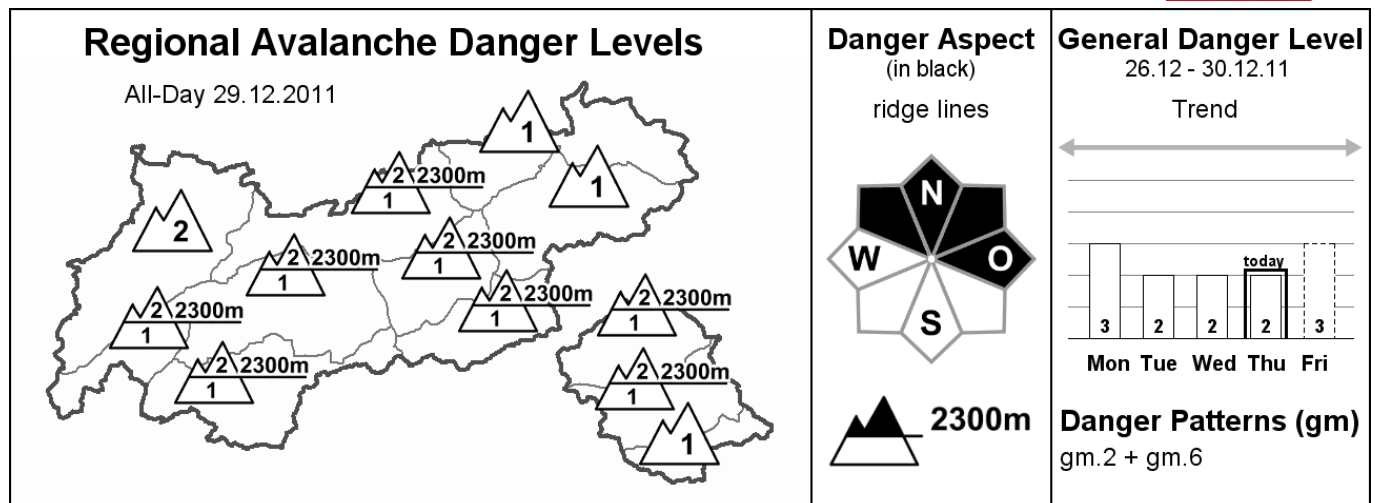 Regional Avalanche Danger Levels
All-Day 29.12.2011
1
2 2300m
1
1
2
2 2300m
1
2 2300m
1
2 2300m
1
2 2300m
1
2 2300m
1
2 2300m
1
2 2300m
1
1
Danger Aspect
(in black)
ridge lines
N
W
O
S
2300m
General Danger Level
26.12 - 30.12.11
Trend
today
3 2 2 2 3
Mon Tue Wed Thu Fri
Danger Patterns (gm)
gm.2 + gm.6